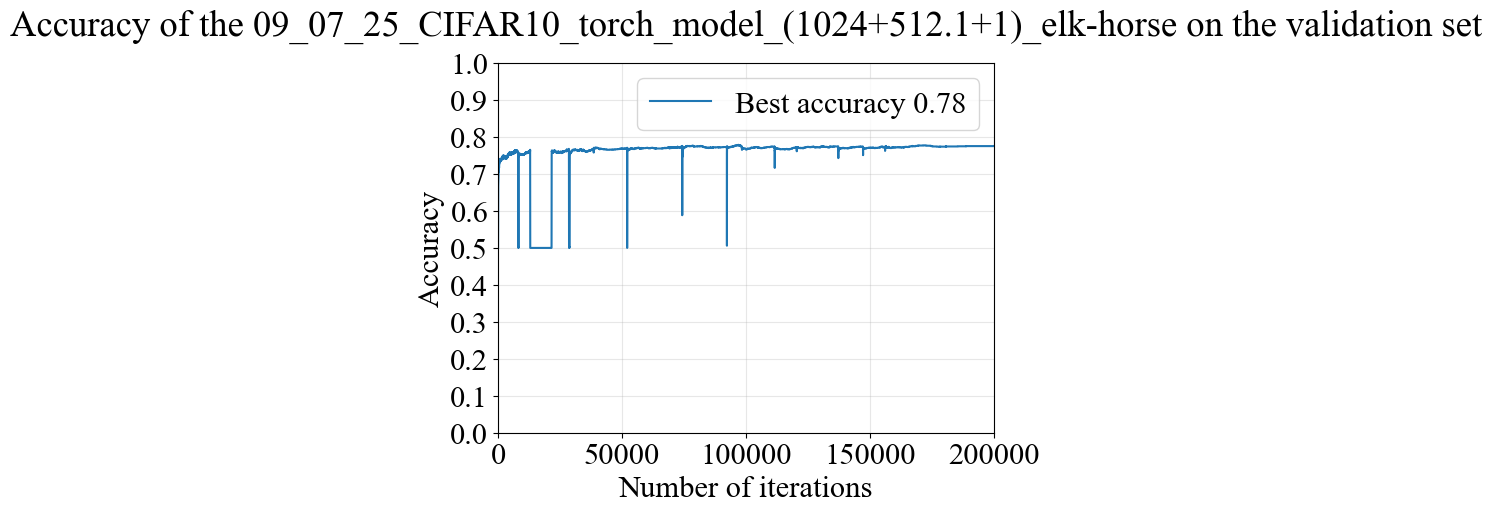 Accuracy of the 09_07_25_CIFAR10_torch_model_(1024+512.1+1)_elk-horse on the validation set
Best accuracy 0.78
Accuracy
1.0
0.9
0.8
0.7
0.6
0.5
0.4
0.3
0.2
0.1
0.0
0 50000 100000 150000 200000
Number of iterations